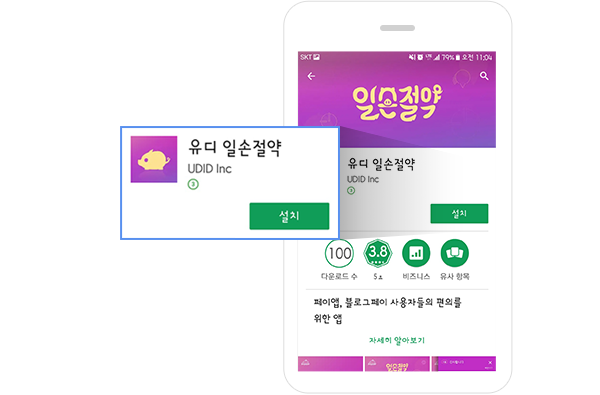 SKT
79% 오전 11:04
일손절약
유디 일손절약
UDID Inc
3
설치
유디 일손절약
UDID Inc
3
설치
100
3.8
다운로드 수
5
비즈니스
유사 항목
페이앱, 블로그페이 사용자들의 편의를
위한 앱
자세히 알아보기
일손절약